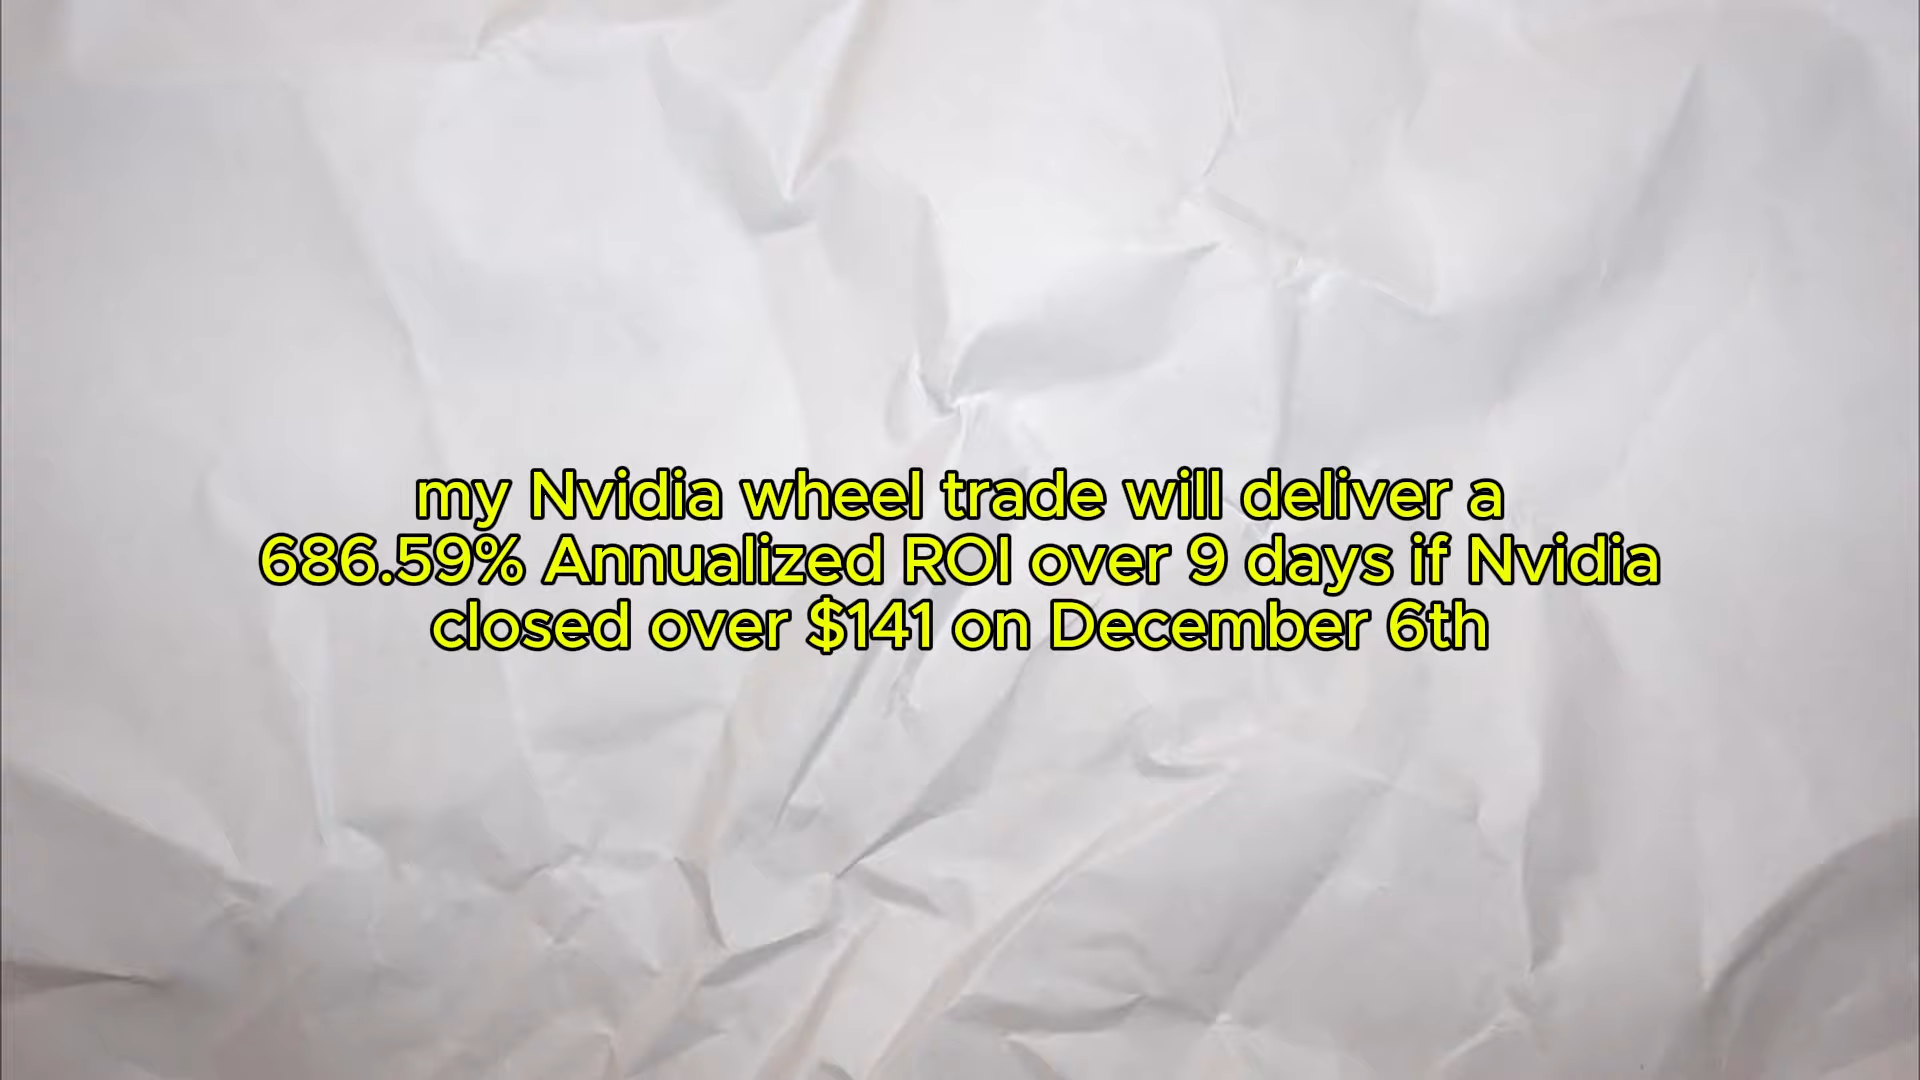 my Nvidia wheel trade will deliver a
686.59% Annualized ROI over 9 days if Nvidia
closed over $141 on December 6th